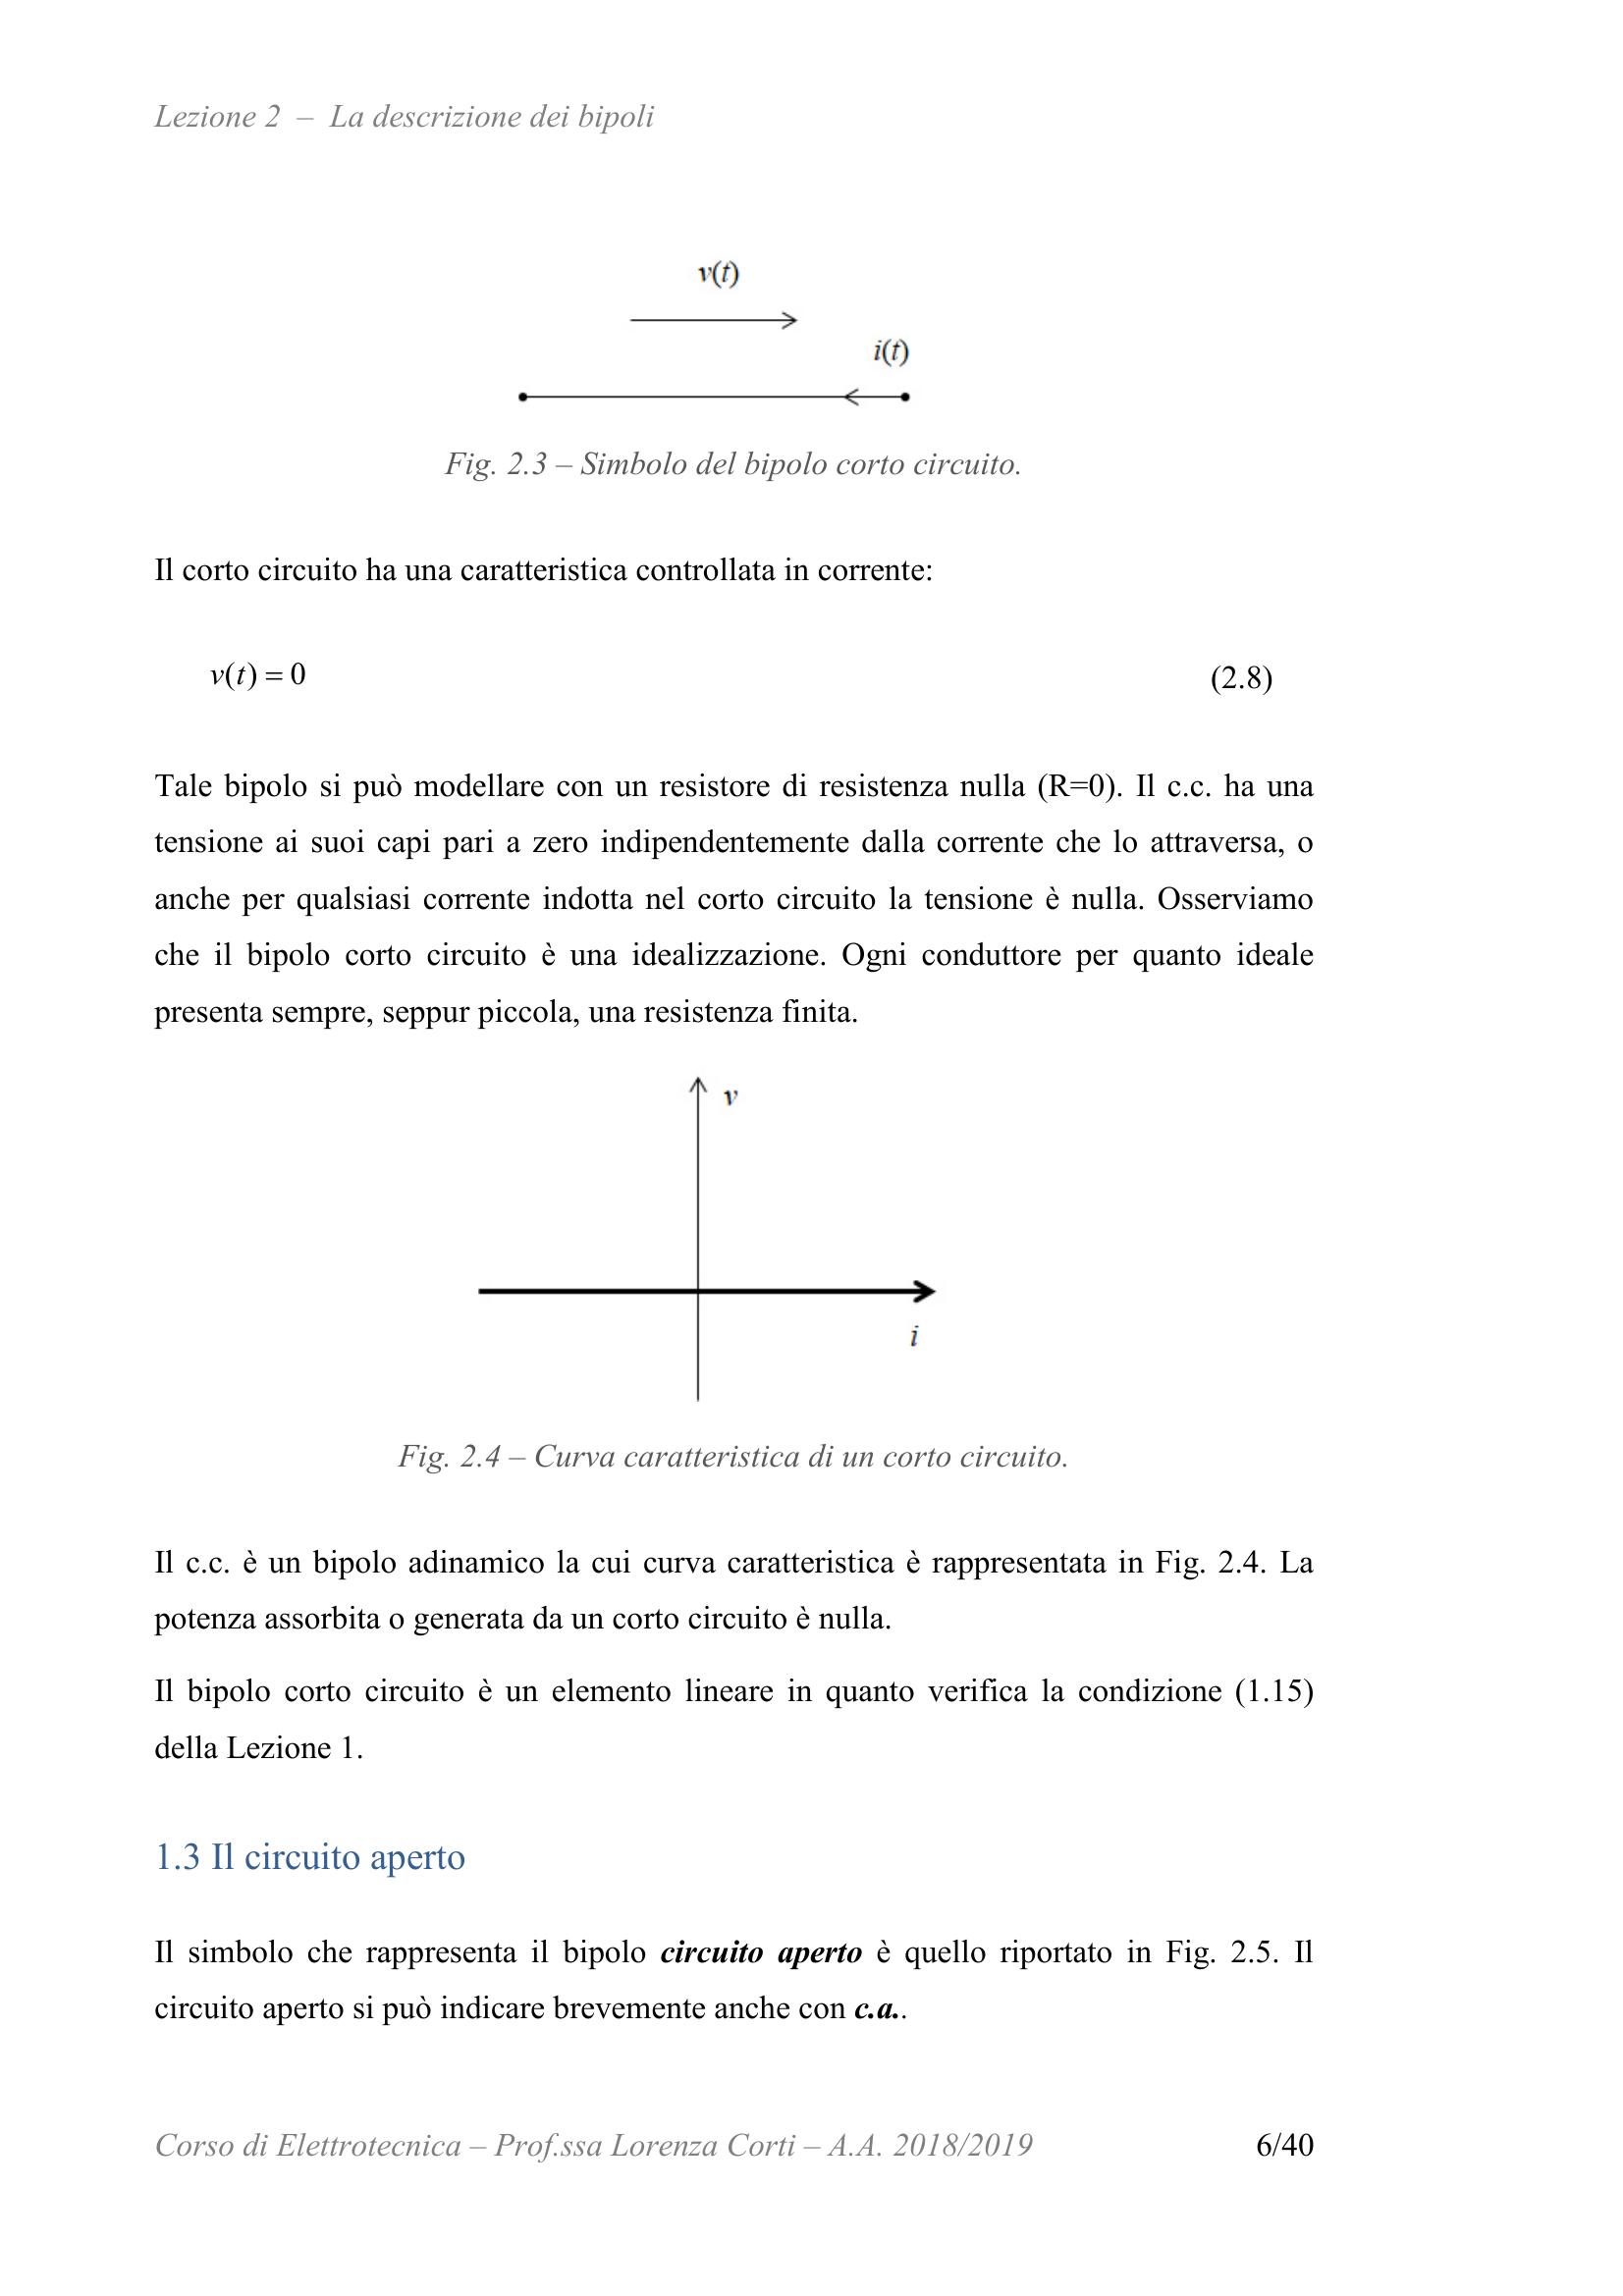 Lezione 2 – La descrizione dei bipoli
v(t)
i(t)
Fig. 2.3 – Simbolo del bipolo corto circuito.
Il corto circuito ha una caratteristica controllata in corrente:
v(t) = 0 (2.8)
Tale bipolo si può modellare con un resistore di resistenza nulla (R=0). Il c.c. ha una
tensione ai suoi capi pari a zero indipendentemente dalla corrente che lo attraversa, o
anche per qualsiasi corrente indotta nel corto circuito la tensione è nulla. Osserviamo
che il bipolo corto circuito è una idealizzazione. Ogni conduttore per quanto ideale
presenta sempre, seppur piccola, una resistenza finita.
v
i
Fig. 2.4 – Curva caratteristica di un corto circuito.
Il c.c. è un bipolo adinamico la cui curva caratteristica è rappresentata in Fig. 2.4. La
potenza assorbita o generata da un corto circuito è nulla.
Il bipolo corto circuito è un elemento lineare in quanto verifica la condizione (1.15)
della Lezione 1.
1.3 Il circuito aperto
Il simbolo che rappresenta il bipolo circuito aperto è quello riportato in Fig. 2.5. Il
circuito aperto si può indicare brevemente anche con c.a..
Corso di Elettrotecnica – Prof.ssa Lorenza Corti – A.A. 2018/2019 6/40